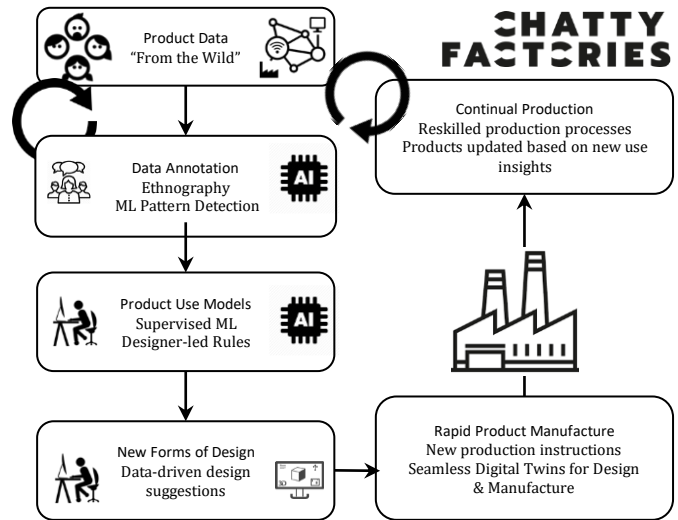 Product Data
“From the Wild”
CHATTY
FACTORIES
Continual Production
Reskilled production processes
Products updated based on new use
insights
Data Annotation
Ethnography
ML Pattern Detection
AI
Product Use Models
Supervised ML
Designer-led Rules
AI
New Forms of Design
Data-driven design
suggestions
3D
Rapid Product Manufacture
New production instructions
Seamless Digital Twins for Design
& Manufacture